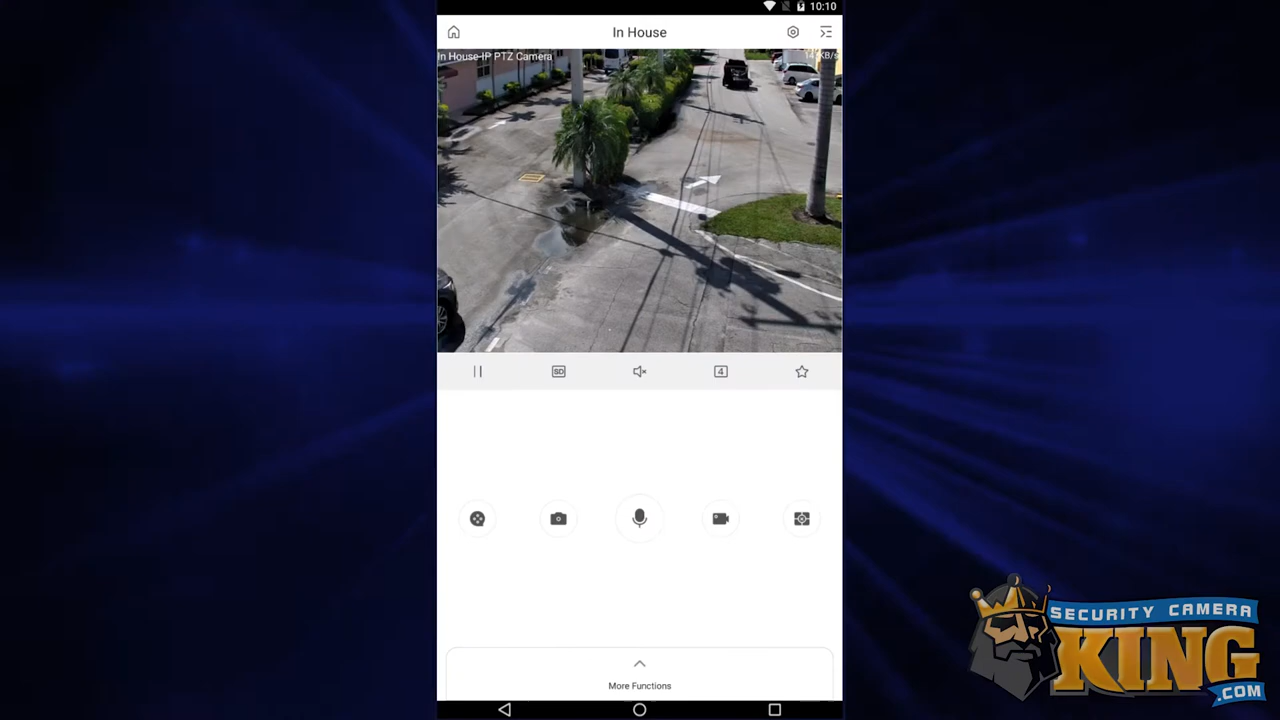 10:10
In House
In House-IP PTZ Camera
SD
4
More Functions
SECURITY CAMERA
KING
.COM